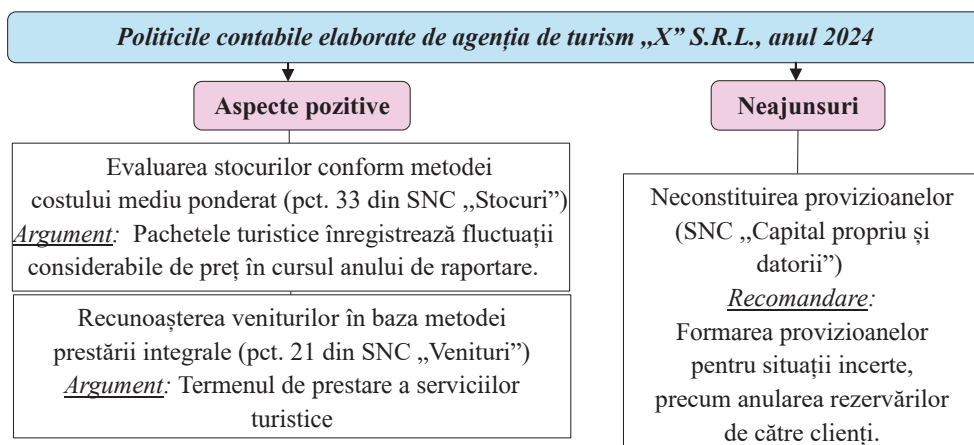 Politicile contabile elaborate de agenția de turism ,,X” S.R.L., anul 2024
Aspecte pozitive
Evaluarea stocurilor conform metodei
costului mediu ponderat (pct. 33 din SNC ,,Stocuri”)
Argument: Pachetele turistice înregistrează fluctuații
considerabile de preț în cursul anului de raportare.
Recunoașterea veniturilor în baza metodei
prestării integrale (pct. 21 din SNC ,,Venituri”)
Argument: Termenul de prestare a serviciilor
turistice
Neajunsuri
Neconstituirea provizioanelor
(SNC ,,Capital propriu și
datorii”)
Recomandare:
Formarea provizioanelor
pentru situații incerte,
precum anularea rezervărilor
de către clienți.